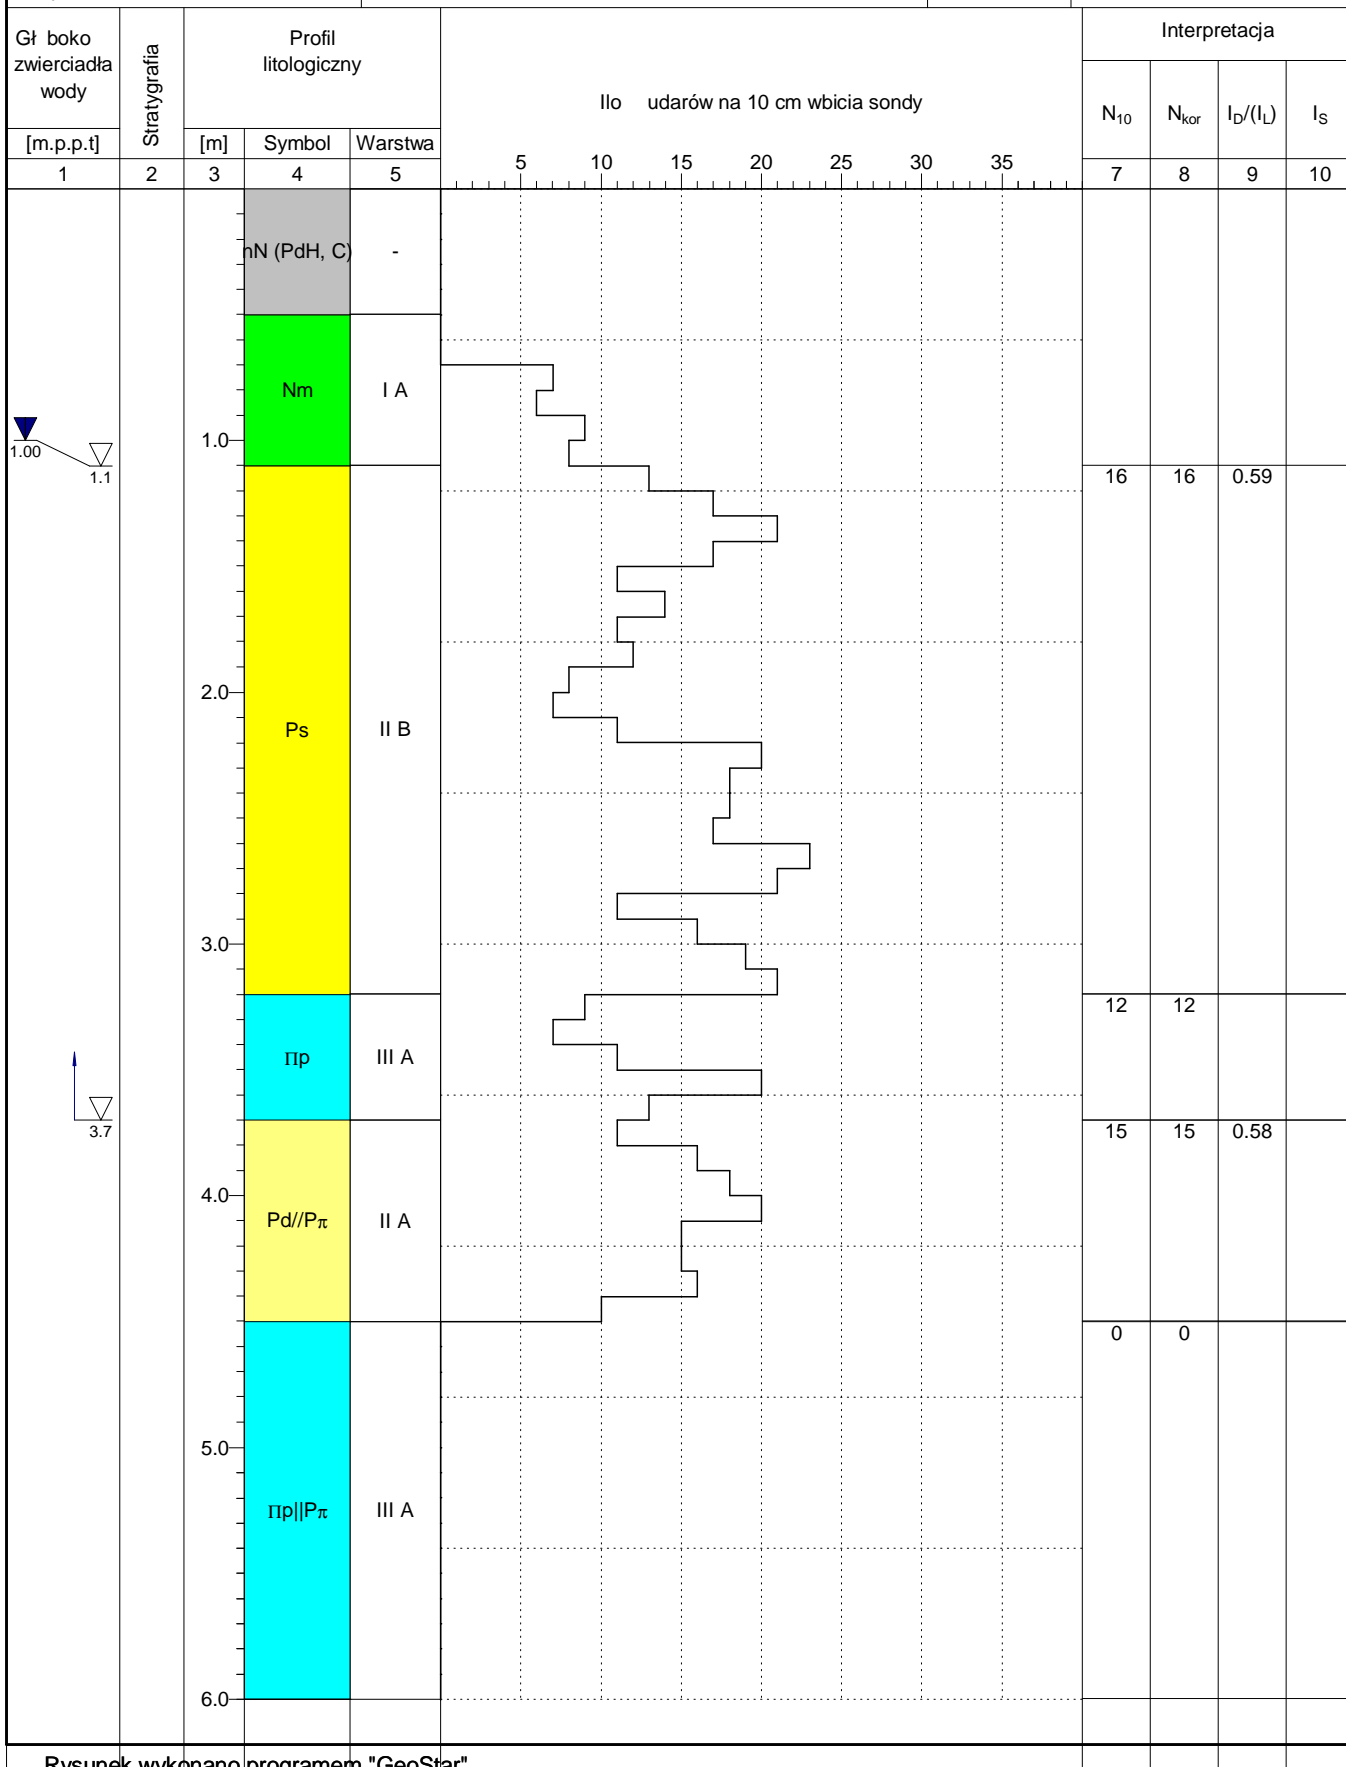 Gł boko
zwierciadła
wody
[m.p.p.t]
Stratygrafia
Profil
litologiczny
[m] Symbol Warstwa
Ilo udarów na 10 cm wbicia sondy
Interpretacja
N10 Nkor ID/(IL) IS
5 10 15 20 25 30 35
1 2 3 4 5 7 8 9 10
nN (PdH, C) -
Nm I A
1.0
1.00
1.1
16 16 0.59
2.0
Ps II B
3.0
12 12
Πp III A
3.7
15 15 0.58
4.0
Pd//Pπ II A
0 0
5.0
Πp||Pπ III A
6.0
Rysunek wykonano programem "GeoStar"